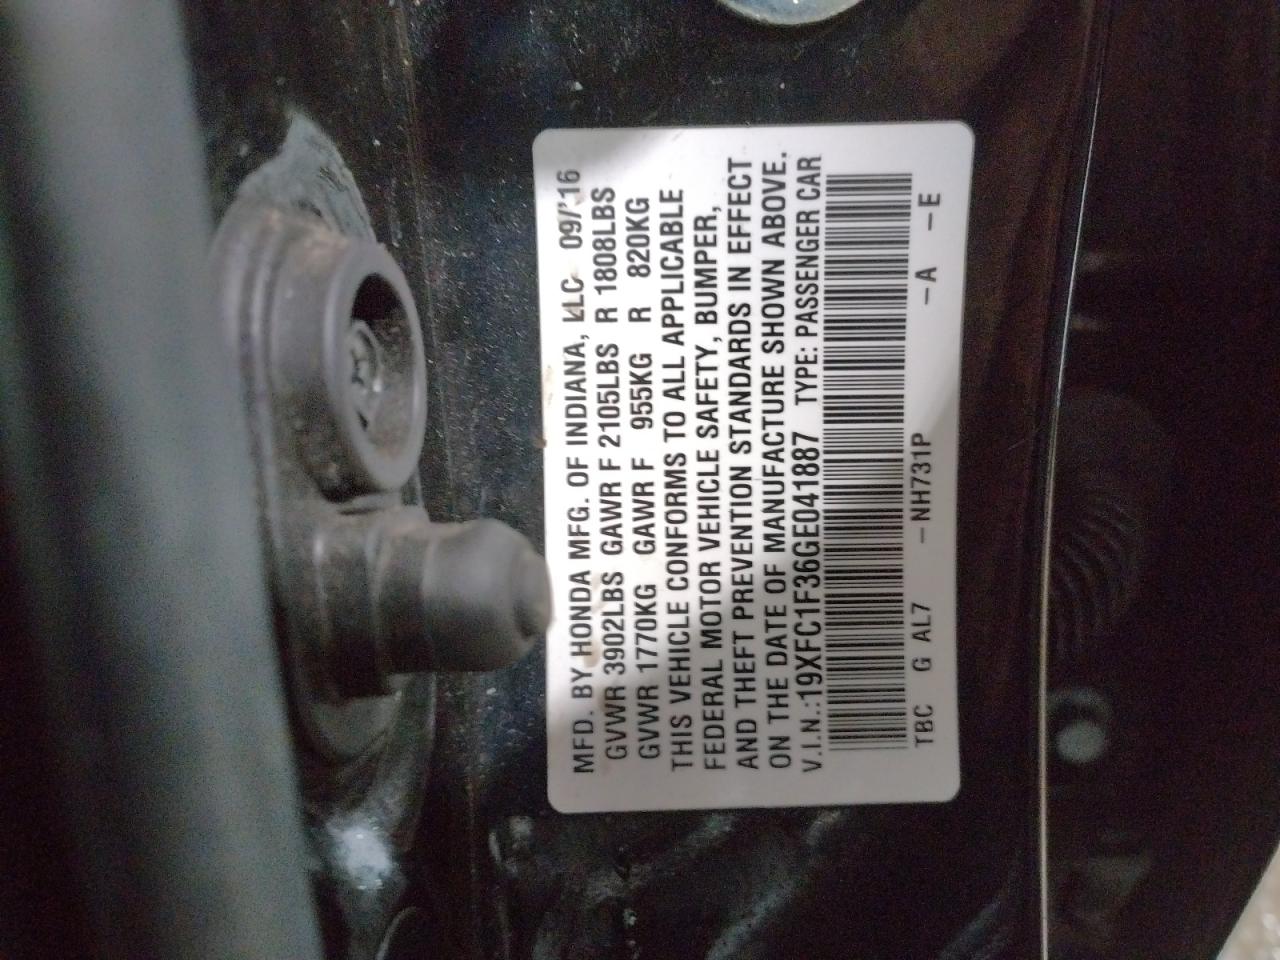 MFD. BY HONDA MFG. OF INDIANA, LLC 09/'16
GVWR 3902LBS GAWR F 2105LBS R 1808LBS
GVWR 1770KG GAWR F 955KG R 820KG
THIS VEHICLE CONFORMS TO ALL APPLICABLE
FEDERAL MOTOR VEHICLE SAFETY, BUMPER,
AND THEFT PREVENTION STANDARDS IN EFFECT
ON THE DATE OF MANUFACTURE SHOWN ABOVE.
V.I.N.:19XFC1F36GE041887 TYPE: PASSENGER CAR
TBC G AL7 -NH731P -A -E